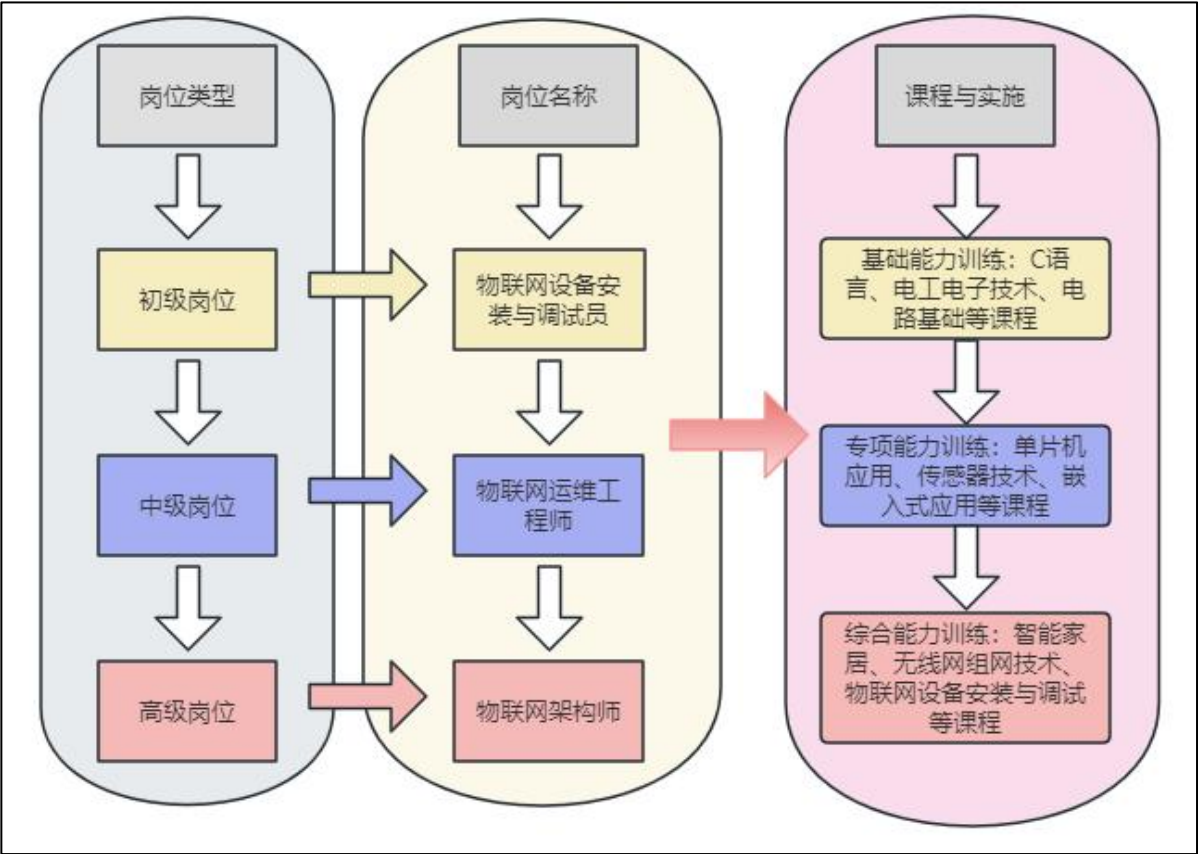 岗位类型
初级岗位
中级岗位
高级岗位
岗位名称
物联网设备安
装与调试员
物联网运维工
程师
物联网架构师
课程与实施
基础能力训练：C语
言、电工电子技术、电
路基础等课程
专项能力训练：单片机
应用、传感器技术、嵌
入式应用等课程
综合能力训练：智能家
居、无线网组网技术、
物联网设备安装与调试
等课程